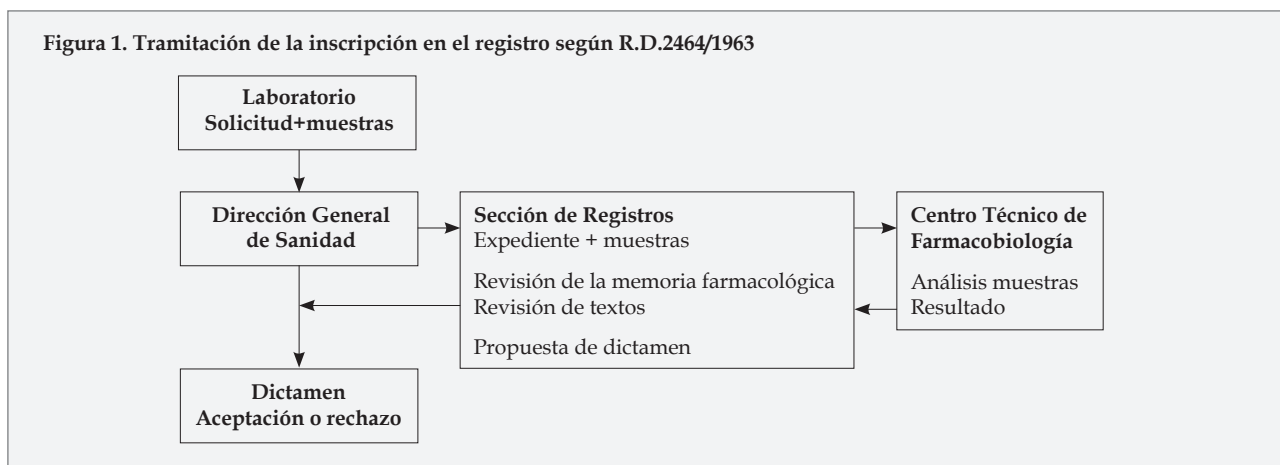 Figura 1. Tramitación de la inscripción en el registro según R.D.2464/1963
Laboratorio
Solicitud+muestras
Dirección General
de Sanidad
Sección de Registros
Expediente + muestras
Revisión de la memoria farmacológica
Revisión de textos
Propuesta de dictamen
Centro Técnico de
Farmacobiología
Análisis muestras
Resultado
Dictamen
Aceptación o rechazo